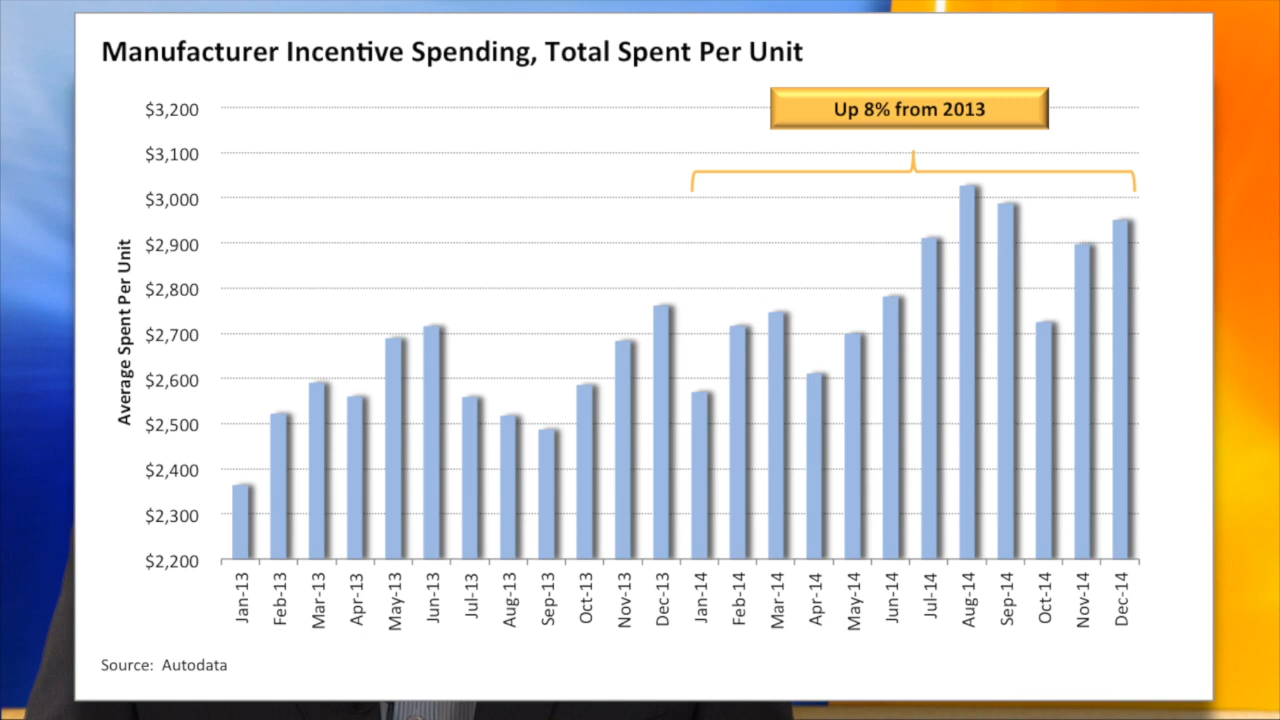 Manufacturer Incentive Spending, Total Spent Per Unit
Up 8% from 2013
Average Spent Per Unit
$3,200
$3,100
$3,000
$2,900
$2,800
$2,700
$2,600
$2,500
$2,400
$2,300
$2,200
Jan-13
Feb-13
Mar-13
Apr-13
May-13
Jun-13
Jul-13
Aug-13
Sep-13
Oct-13
Nov-13
Dec-13
Jan-14
Feb-14
Mar-14
Apr-14
May-14
Jun-14
Jul-14
Aug-14
Sep-14
Oct-14
Nov-14
Dec-14
Source: Autodata